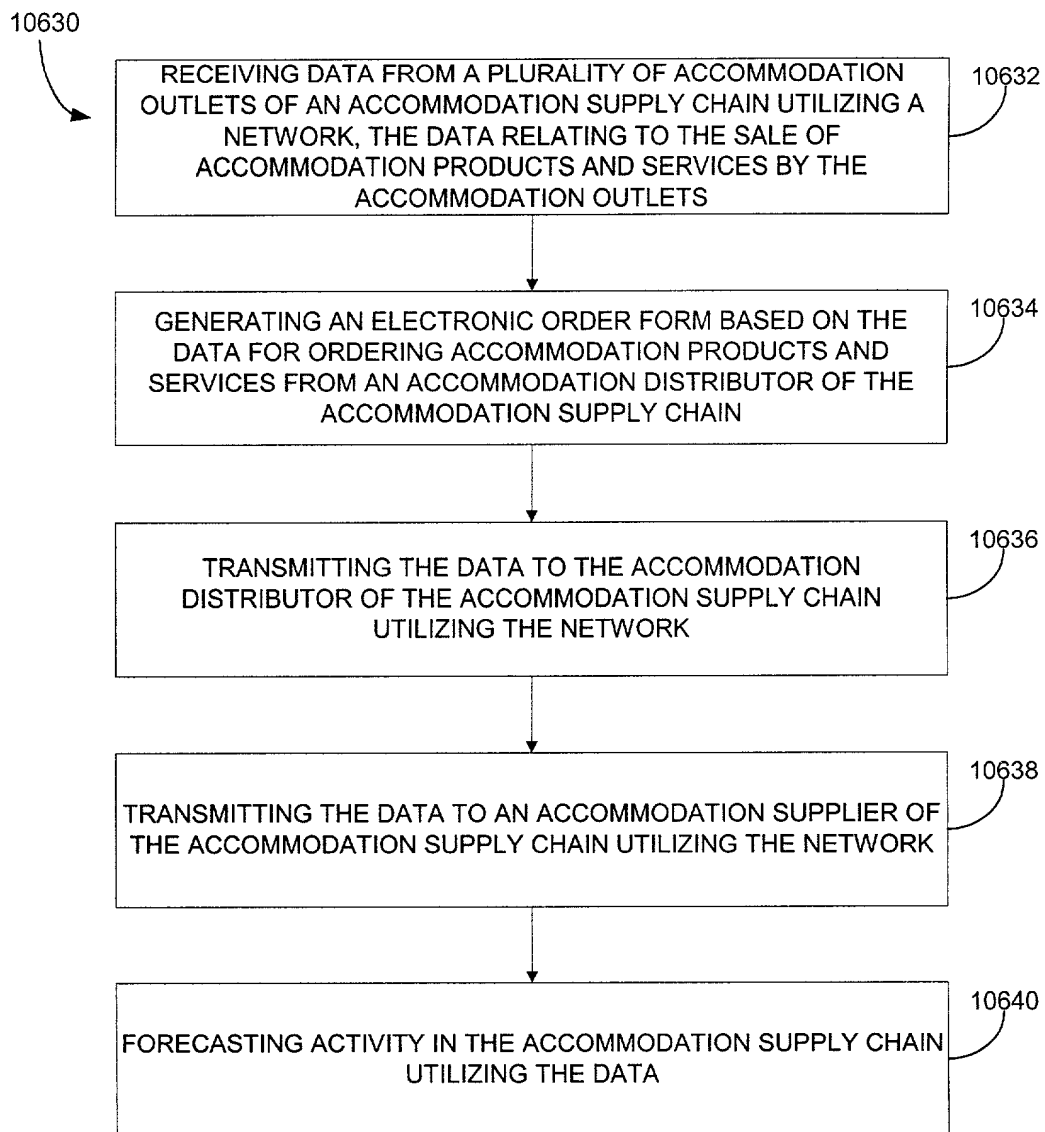 10630
RECEIVING DATA FROM A PLURALITY OF ACCOMMODATION
OUTLETS OF AN ACCOMMODATION SUPPLY CHAIN UTILIZING A
NETWORK, THE DATA RELATING TO THE SALE OF
ACCOMMODATION PRODUCTS AND SERVICES BY THE
ACCOMMODATION OUTLETS
10632
GENERATING AN ELECTRONIC ORDER FORM BASED ON THE
DATA FOR ORDERING ACCOMMODATION PRODUCTS AND
SERVICES FROM AN ACCOMMODATION DISTRIBUTOR OF THE
ACCOMMODATION SUPPLY CHAIN
10634
TRANSMITTING THE DATA TO THE ACCOMMODATION
DISTRIBUTOR OF THE ACCOMMODATION SUPPLY CHAIN
UTILIZING THE NETWORK
10636
TRANSMITTING THE DATA TO AN ACCOMMODATION SUPPLIER OF
THE ACCOMMODATION SUPPLY CHAIN UTILIZING THE NETWORK
10638
FORECASTING ACTIVITY IN THE ACCOMMODATION SUPPLY CHAIN
UTILIZING THE DATA
10640